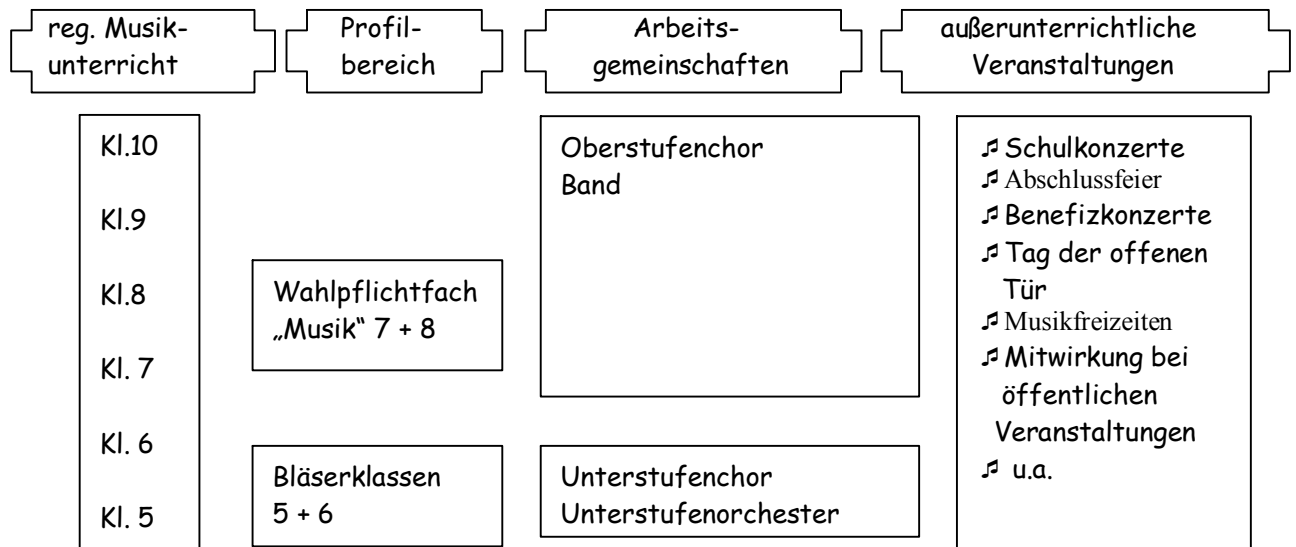 reg. Musik-
unterricht
Profil-
bereich
Arbeits-
gemeinschaften
außerunterrichtliche
Veranstaltungen
Kl.10
Kl.9
Kl.8
Kl. 7
Kl. 6
Kl. 5
Wahlpflichtfach
„Musik“ 7 + 8
Bläserklassen
5 + 6
Oberstufenchor
Band
Unterstufenchor
Unterstufenorchester
♬ Schulkonzerte
♬ Abschlussfeier
♬ Benefizkonzerte
♬ Tag der offenen
Tür
♬ Musikfreizeiten
♬ Mitwirkung bei
öffentlichen
Veranstaltungen
♬ u.a.